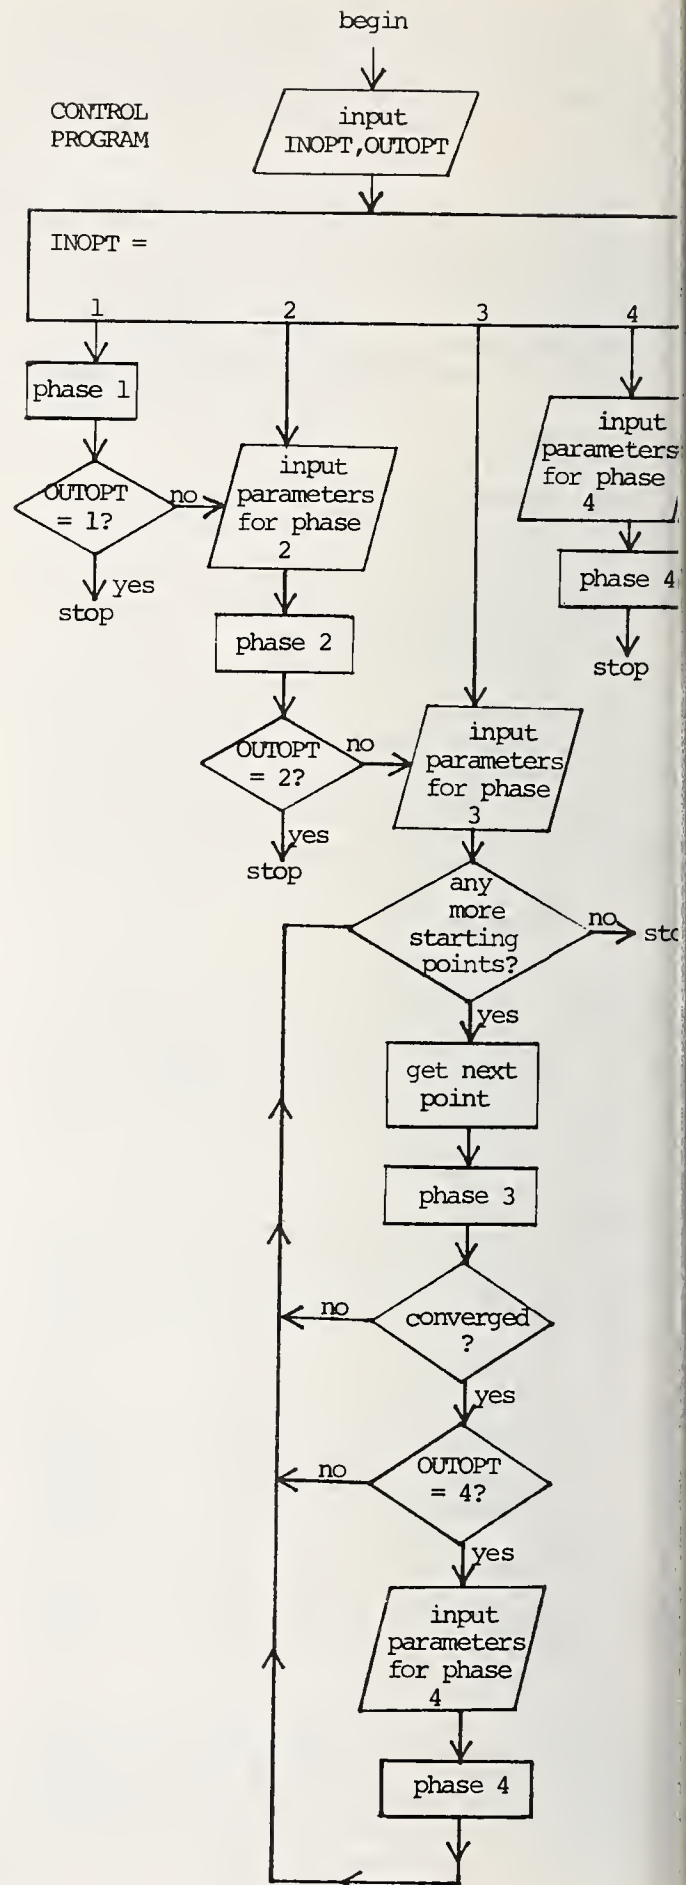 begin
CONTROL
PROGRAM
input
INOPT,OUTOPT
INOPT =
1
2
3
4
phase 1
OUTOPT
= 1?
no
yes
stop
input
parameters
for phase
2
phase 2
OUTOPT
= 2?
no
yes
stop
input
parameters
for phase
4
phase 4
stop
input
parameters
for phase
3
any
more
starting
points?
no
yes
get next
point
phase 3
converged
?
no
yes
OUTOPT
= 4?
no
yes
input
parameters
for phase
4
phase 4